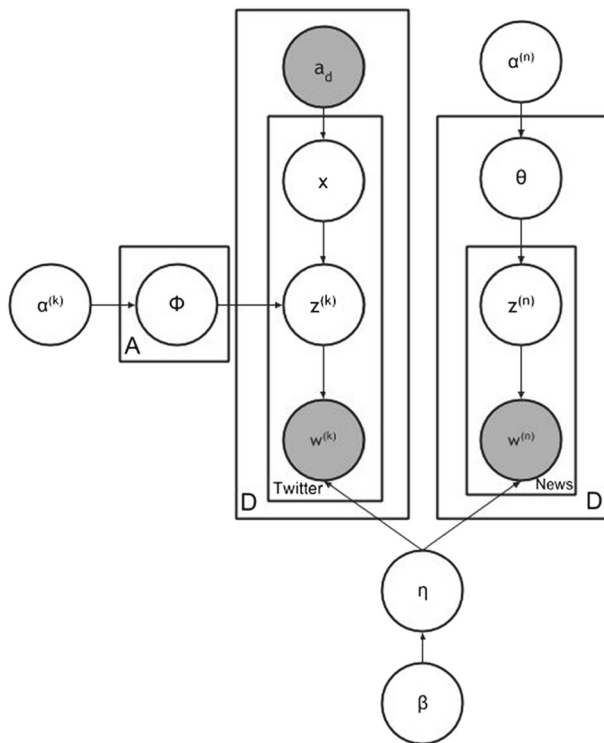 a_d
α^(n)
x
θ
α^(k)
Φ
z^(k)
z^(n)
A
w^(k)
w^(n)
Twitter
News
D
D
η
β